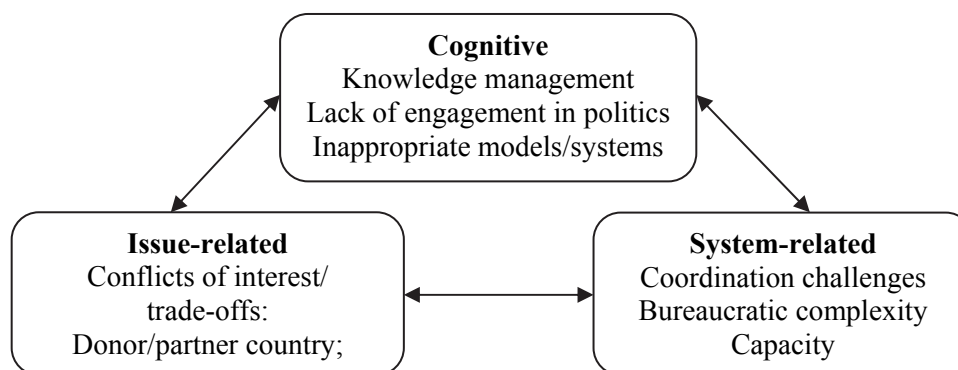 Cognitive
Knowledge management
Lack of engagement in politics
Inappropriate models/systems
Issue-related
Conflicts of interest/
trade-offs:
Donor/partner country;
System-related
Coordination challenges
Bureaucratic complexity
Capacity